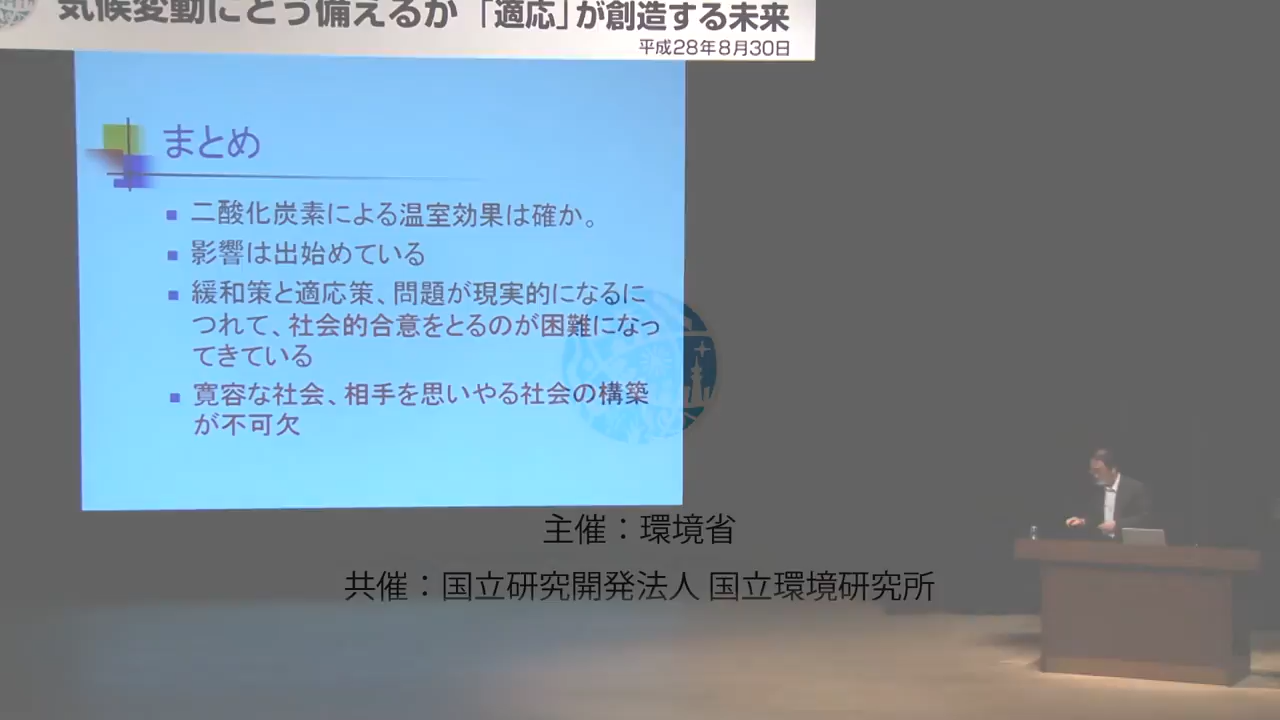 気候変動にどう備えるか 「適応」が創造する未来
平成28年8月30日
まとめ
■ 二酸化炭素による温室効果は確か。
■ 影響は出始めている
■ 緩和策と適応策、問題が現実的になるに
つれて、社会的合意をとるのが困難になっ
てきている
■ 寛容な社会、相手を思いやる社会の構築
が不可欠
主催：環境省
共催：国立研究開発法人 国立環境研究所